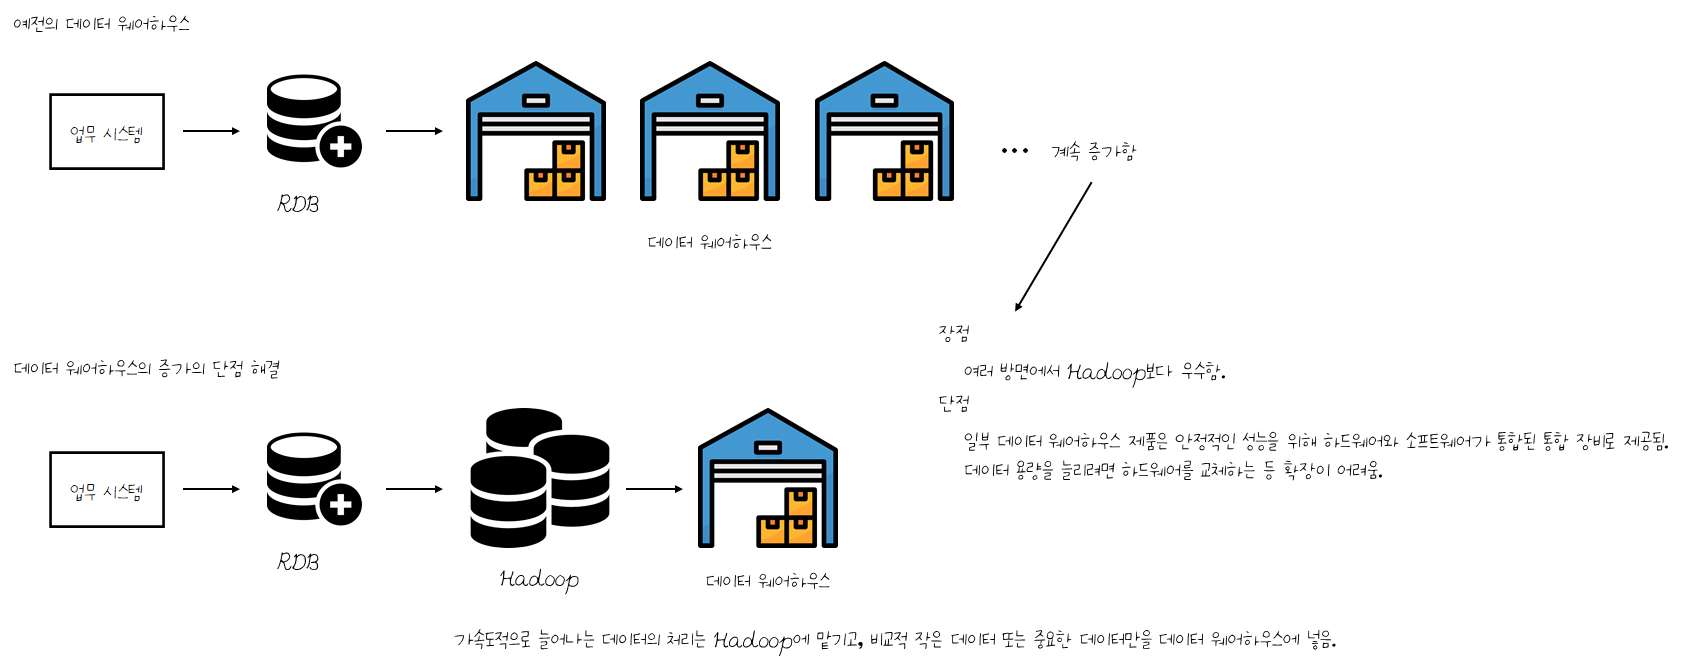 예전의 데이터 웨어하우스
업무 시스템
RDB
데이터 웨어하우스
... 계속 증가함
장점
여러 방면에서 Hadoop보다 우수함.
단점
일부 데이터 웨어하우스 제품은 안정적인 성능을 위해 하드웨어와 소프트웨어가 통합된 통합 장비로 제공됨.
데이터 용량을 늘리려면 하드웨어를 교체하는 등 확장이 어려움.
데이터 웨어하우스의 증가의 단점 해결
업무 시스템
RDB
Hadoop
데이터 웨어하우스
가속도적으로 늘어나는 데이터의 처리는 Hadoop에 맡기고, 비교적 작은 데이터 또는 중요한 데이터만을 데이터 웨어하우스에 넣음.